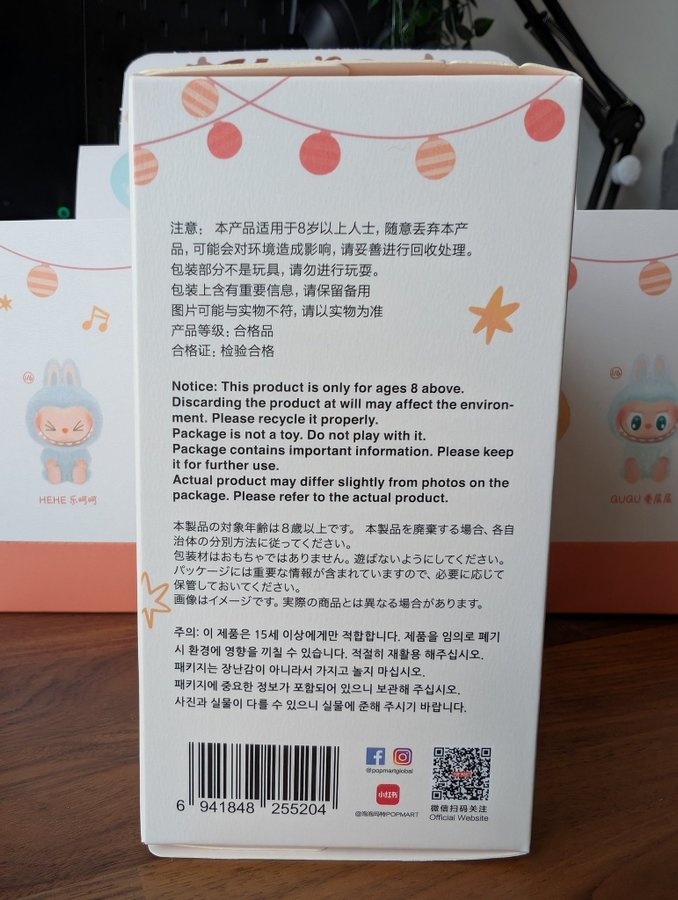 注意： 本产品适用于8岁以上人士，随意丢弃本产
品，可能会对环境造成影响，请妥善进行回收处理。
包装部分不是玩具，请勿进行玩耍。
包装上含有重要信息，请保留备用
图片可能与实物不符，请以实物为准
产品等级：合格品
合格证：检验合格
Notice: This product is only for ages 8 above.
Discarding the product at will may affect the environ-
ment. Please recycle it properly.
Package is not a toy. Do not play with it.
Package contains important information. Please keep
it for further use.
Actual product may differ slightly from photos on the
package. Please refer to the actual product.
本製品の対象年齢は8歳以上です。 本製品を廃棄する場合、各自
治体の分別方法に従ってください。
包装材はおもちゃではありません。遊ばないようにしてください。
パッケージには重要な情報が含まれていますので、必要に応じて
保管しておいてください。
画像はイメージです。実際の商品とは異なる場合があります。
주의: 이 제품은 15세 이상에게만 적합합니다. 제품을 임의로 폐기
시 환경에 영향을 끼칠 수 있습니다. 적절히 재활용 해주십시오.
패키지는 장난감이 아니라서 가지고 놀지 마십시오.
패키지에 중요한 정보가 포함되어 있으니 보관해 주십시오.
사진과 실물이 다를 수 있으니 실물에 준해 주시기 바랍니다.
6 941848 255204
@popmartglobal
小红书
@泡泡玛特POPMART
微信扫码关注
Official Website
HEHE 乐呵呵
QUQU 1/6
1/6